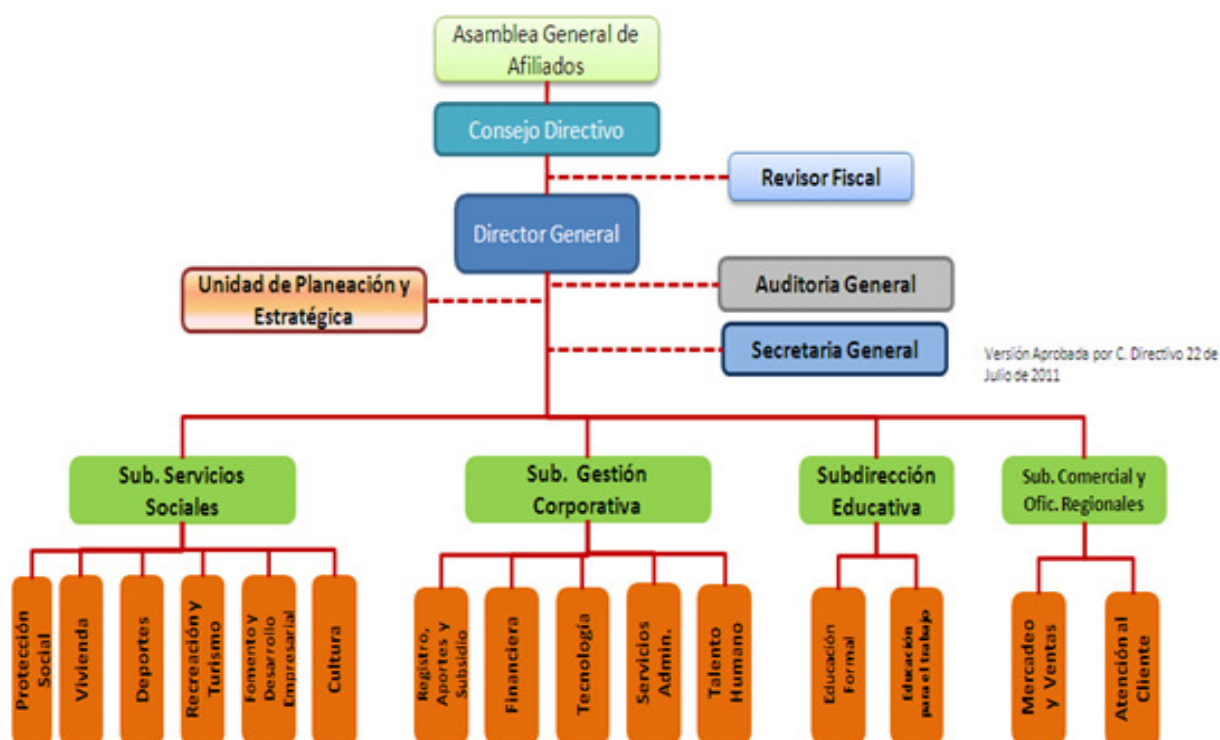 Asamblea General de
Afiliados
Consejo Directivo
Revisor Fiscal
Director General
Unidad de Planeación y
Estratégica
Auditoria General
Secretaria General
Versión Aprobada por C. Directivo 22 de
Julio de 2011
Sub. Servicios
Sociales
Sub. Gestión
Corporativa
Subdirección
Educativa
Sub. Comercial y
Ofic. Regionales
Protección
Social
Vivienda
Deportes
Recreación y
Turismo
Fomento y
Desarrollo
Empresarial
Cultura
Registro,
Aportes y
Subsidio
Financiera
Tecnología
Servicios
Admin.
Talento
Humano
Educación
Formal
Educación
para el trabajo
Mercadeo
y Ventas
Atención al
Cliente